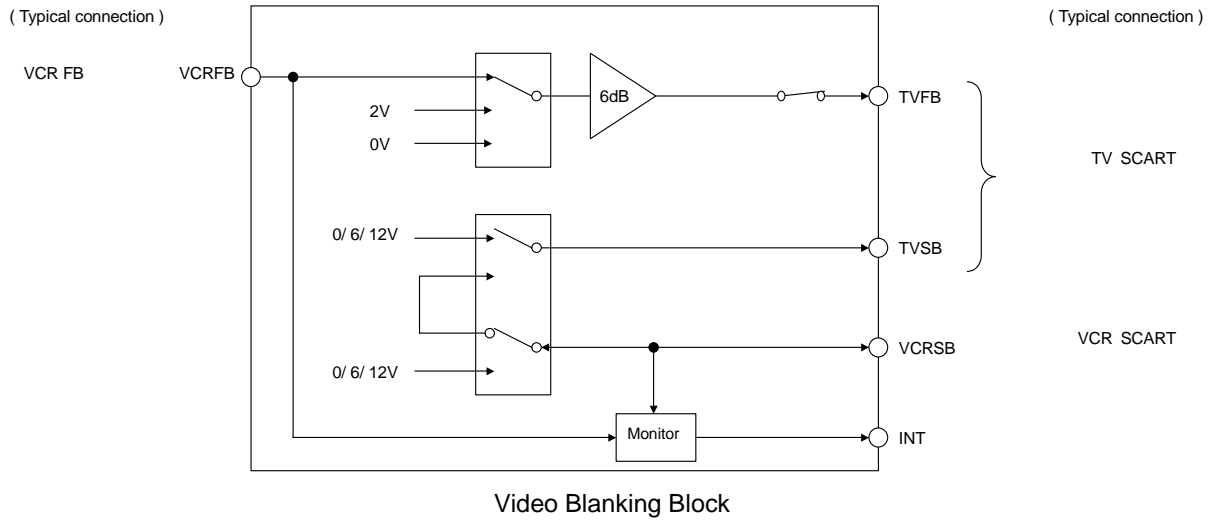 ( Typical connection )
( Typical connection )
VCR FB
VCRFB
6dB
TVFB
2V
0V
TV SCART
0/ 6/ 12V
TVSB
VCRSB
VCR SCART
0/ 6/ 12V
Monitor
INT
Video Blanking Block